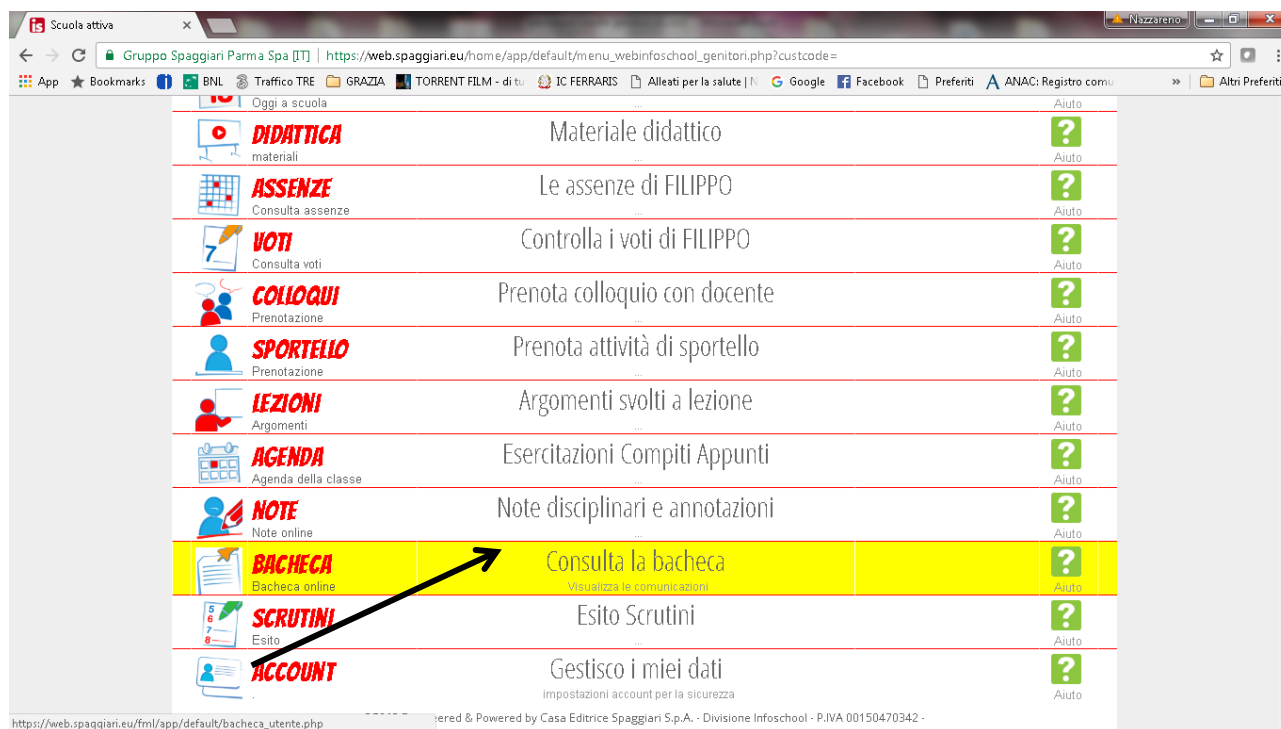 Scuola attiva
Nazzareno
Gruppo Spaggiari Parma Spa [IT] https://web.spaggiari.eu/home/app/default/menu_webinfoschool_genitori.php?custcode=
App Bookmarks BNL Traffico TRE GRAZIA TORRENT FILM - di tu IC FERRARIS Alleati per la salute | N Google Facebook Preferiti ANAC: Registro comu » Altri Preferiti
Oggi a scuola ... Aiuto
DIDATTICA Materiale didattico
materiali ... Aiuto
ASSENZE Le assenze di FILIPPO
Consulta assenze ... Aiuto
VOTI Controlla i voti di FILIPPO
Consulta voti ... Aiuto
COLLOQUI Prenota colloquio con docente
Prenotazione ... Aiuto
SPORTELLO Prenota attività di sportello
Prenotazione ... Aiuto
LEZIONI Argomenti svolti a lezione
Argomenti ... Aiuto
AGENDA Esercitazioni Compiti Appunti
Agenda della classe ... Aiuto
NOTE Note disciplinari e annotazioni
Note online ... Aiuto
BACHECA Consulta la bacheca
Bacheca online Visualizza le comunicazioni Aiuto
SCRUTINI Esito Scrutini
Esito ... Aiuto
ACCOUNT Gestisco i miei dati
. impostazioni account per la sicurezza Aiuto
ered & Powered by Casa Editrice Spaggiari S.p.A. - Divisione Infoschool - P.IVA 00150470342 -
https://web.spaggiari.eu/fml/app/default/bacheca_utente.php